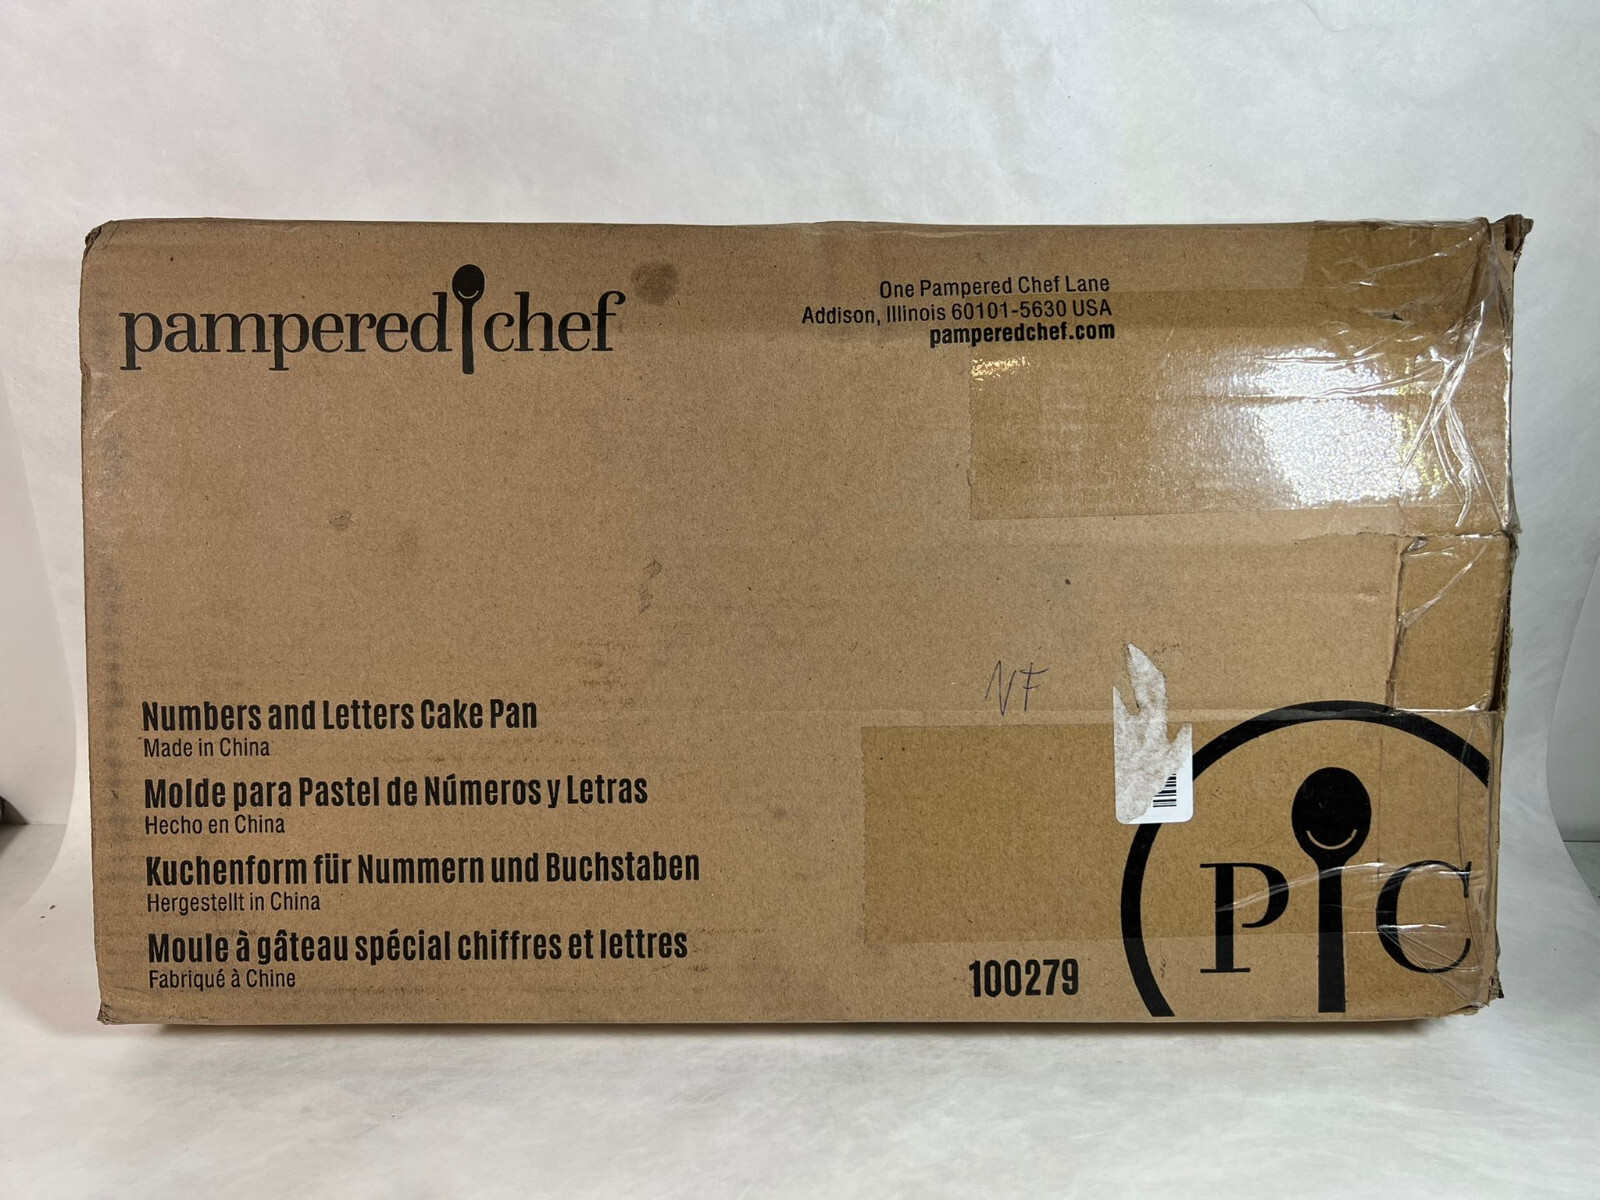 pampered chef
One Pampered Chef Lane
Addison, Illinois 60101-5630 USA
pamperedchef.com
NF
Numbers and Letters Cake Pan
Made in China
Molde para Pastel de Números y Letras
Hecho en China
Kuchenform für Nummern und Buchstaben
Hergestellt in China
Moule à gâteau spécial chiffres et lettres
Fabriqué à Chine
100279
PC